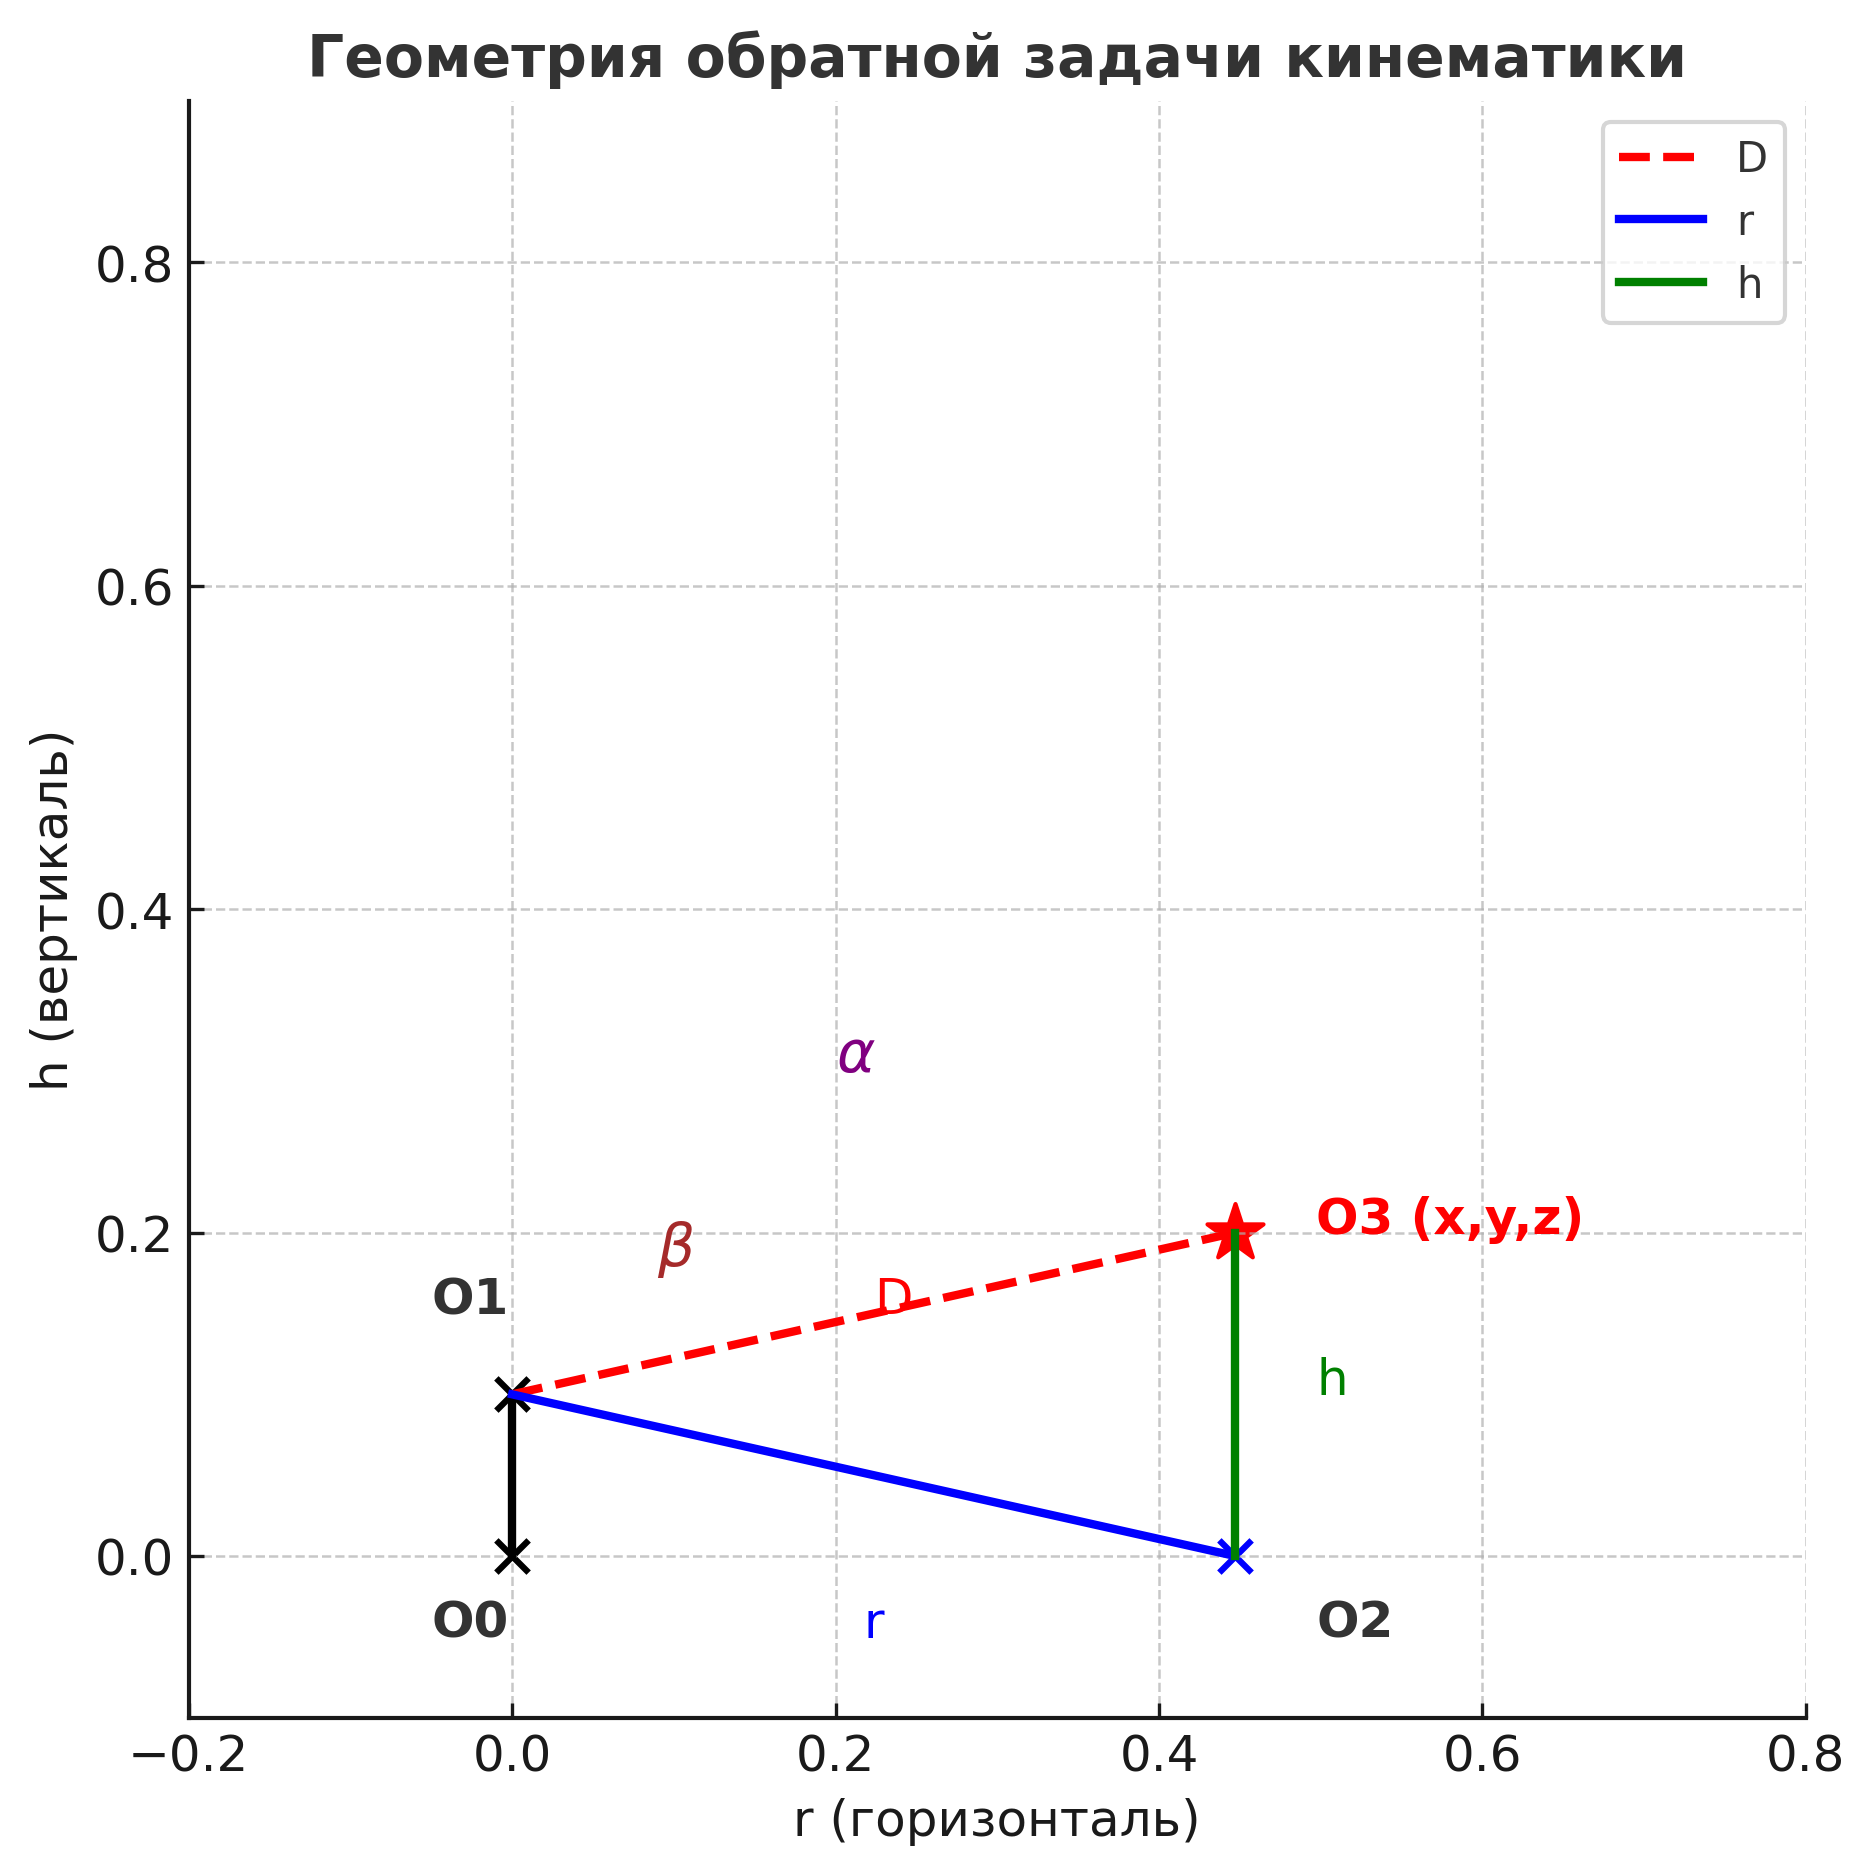 Геометрия обратной задачи кинематики
D
r
h
0.8
0.6
0.4
0.2
0.0
h (вертикаль)
α
β
O3 (x,y,z)
O1
D
h
O0
r
O2
−0.2
0.0
0.2
0.4
0.6
0.8
r (горизонталь)